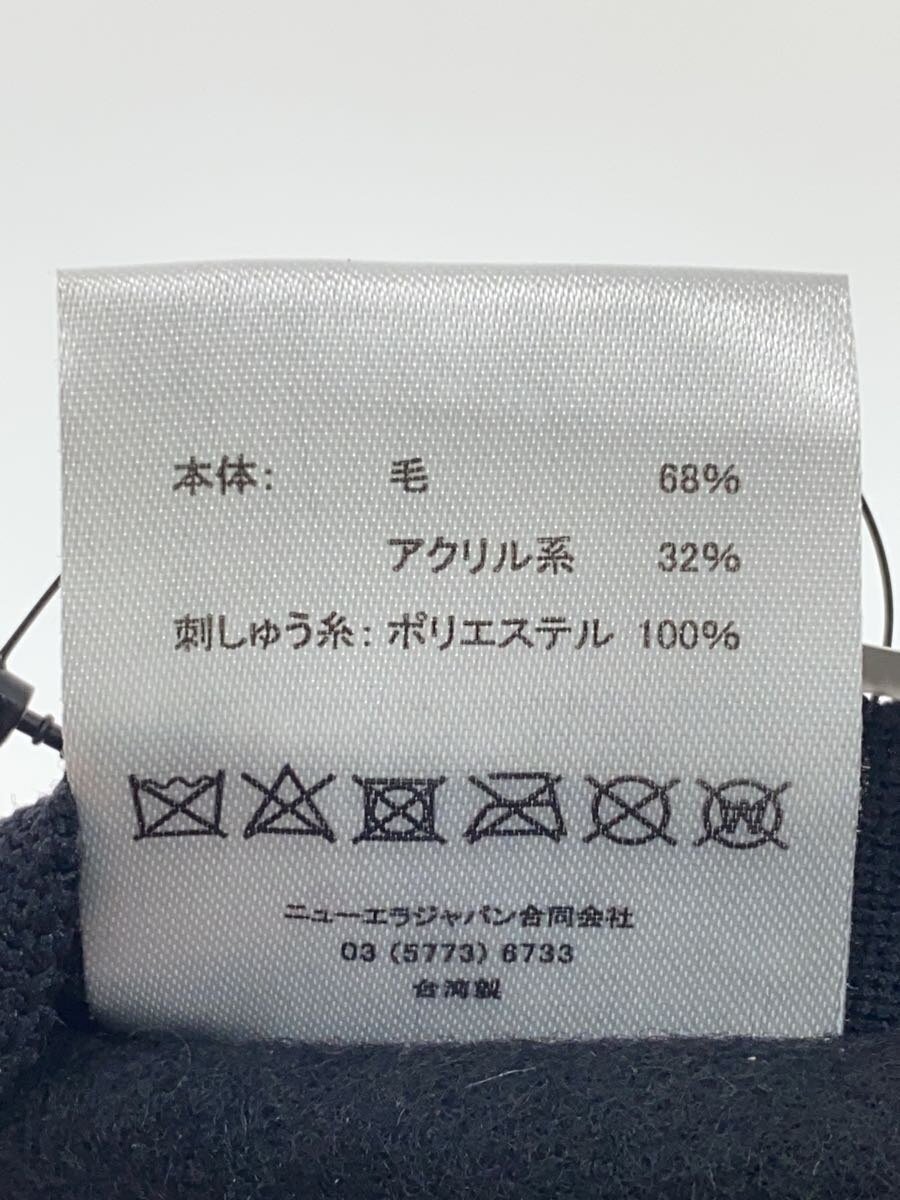 本体: 毛 68%
アクリル系 32%
刺しゅう糸: ポリエステル 100%
ニューエラジャパン合同会社
03 (5773) 6733
台湾製